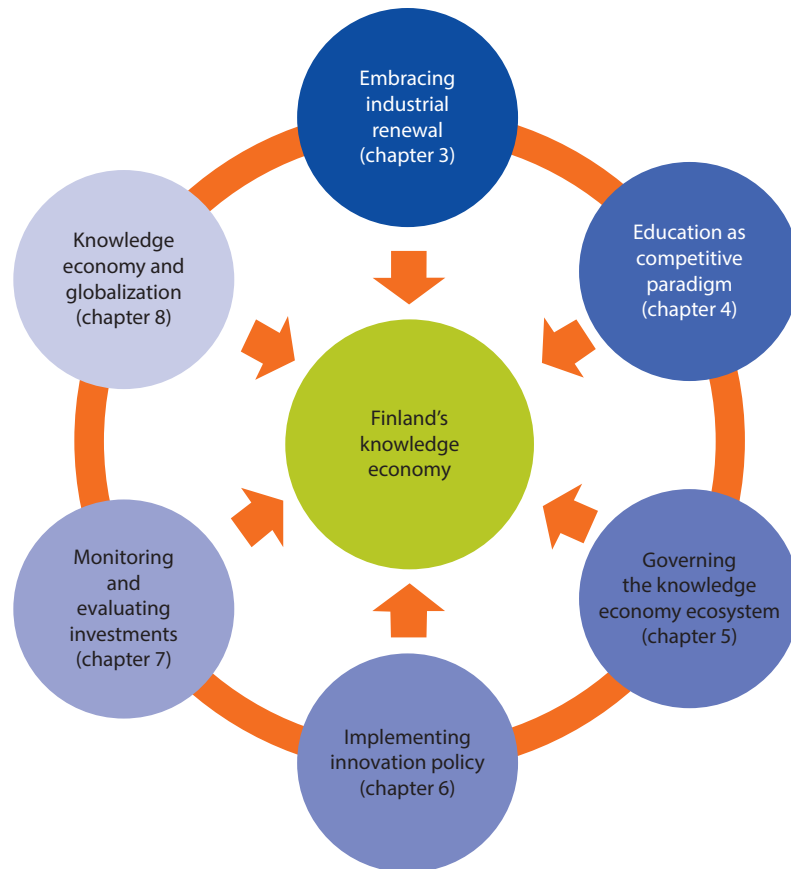 Embracing
industrial
renewal
(chapter 3)
Education as
competitive
paradigm
(chapter 4)
Governing
the knowledge
economy ecosystem
(chapter 5)
Implementing
innovation policy
(chapter 6)
Monitoring
and
evaluating
investments
(chapter 7)
Knowledge
economy and
globalization
(chapter 8)
Finland’s
knowledge
economy